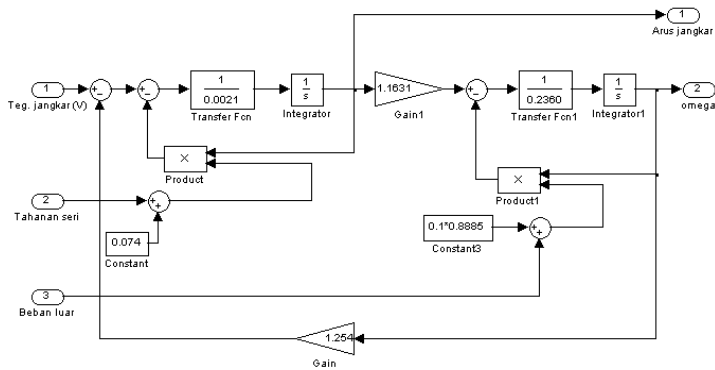 1
Arus jangkar
1
Teg. jangkar (V)
1
0.0021
Transfer Fcn
1
s
Integrator
1.1631
Gain1
1
0.2360
Transfer Fcn1
1
s
Integrator1
2
omega
×
Product
×
Product1
2
Tahanan seri
0.074
Constant
0.1*0.8885
Constant3
3
Beban luar
1.254
Gain